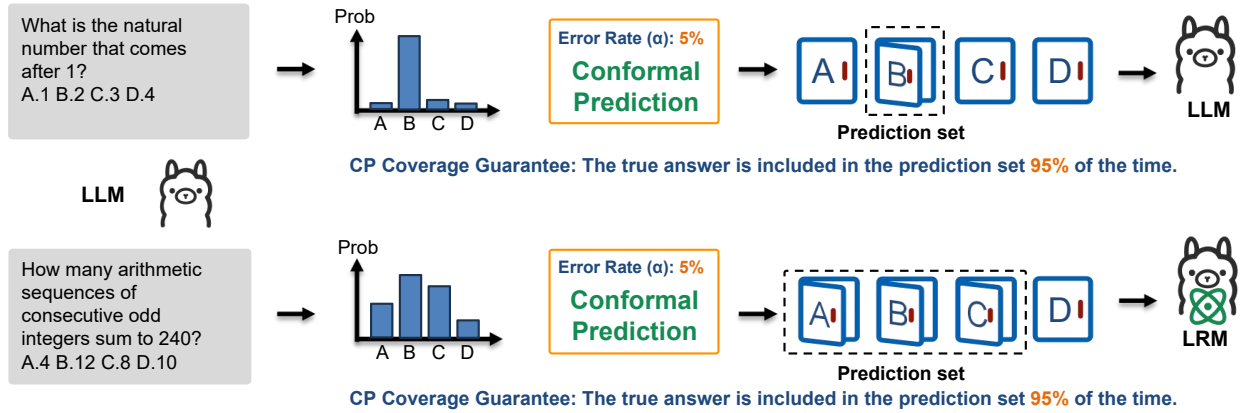 What is the natural
number that comes
after 1?
A.1 B.2 C.3 D.4
Prob
A B C D
Error Rate (α): 5%
Conformal
Prediction
A B C D
Prediction set
LLM
CP Coverage Guarantee: The true answer is included in the prediction set 95% of the time.
LLM
How many arithmetic
sequences of
consecutive odd
integers sum to 240?
A.4 B.12 C.8 D.10
Prob
A B C D
Error Rate (α): 5%
Conformal
Prediction
A B C D
Prediction set
LRM
CP Coverage Guarantee: The true answer is included in the prediction set 95% of the time.